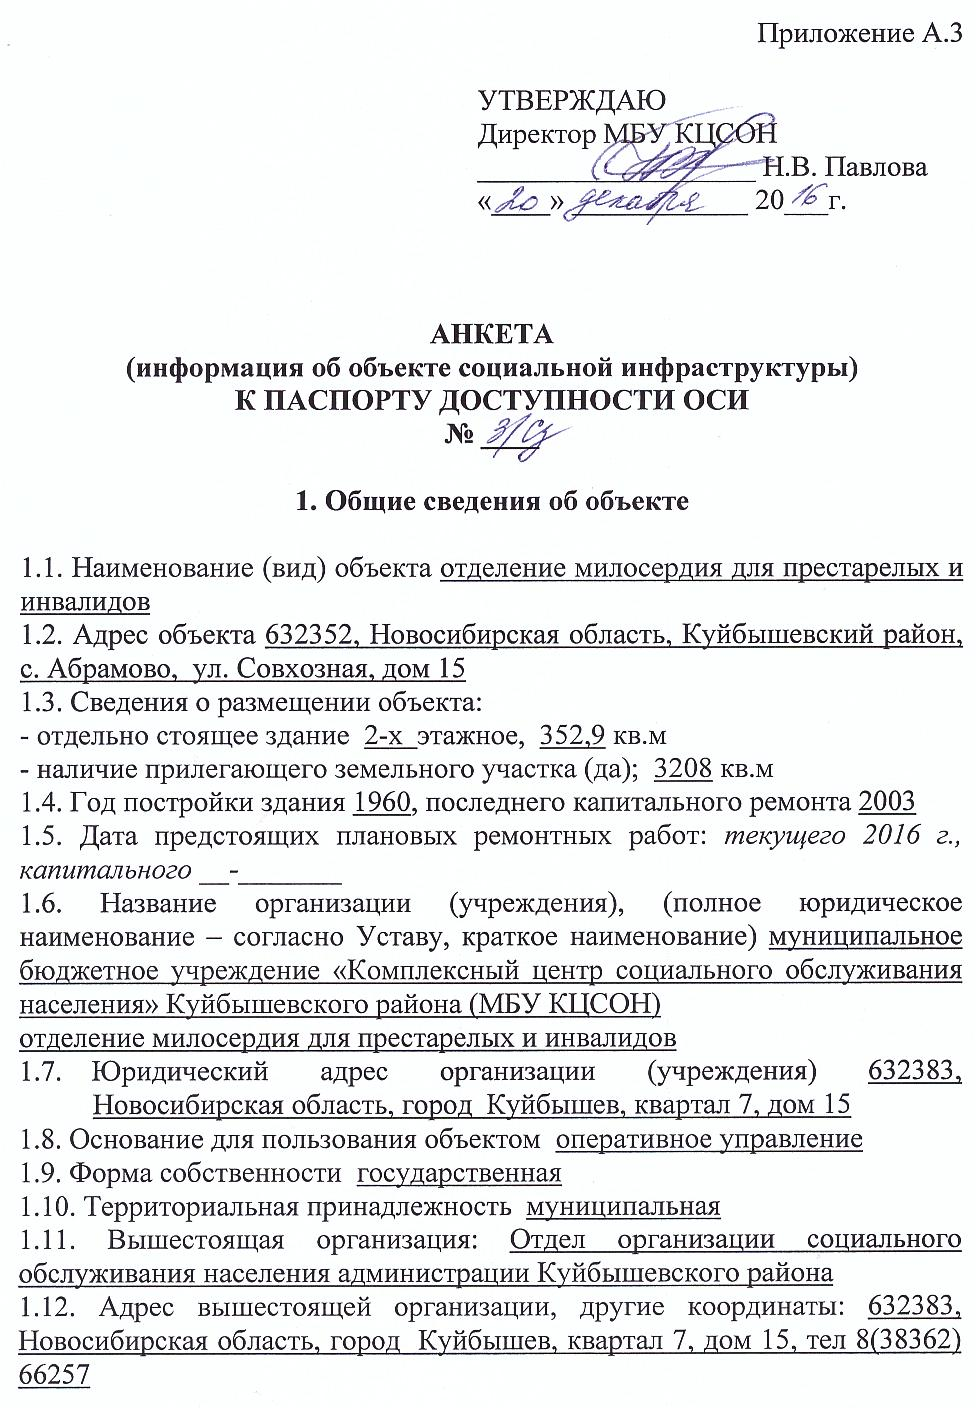 Приложение А.3
УТВЕРЖДАЮ
Директор МБУ КЦСОН
____________________ Н.В. Павлова
«20» декабря 2016г.
АНКЕТА
(информация об объекте социальной инфраструктуры)
К ПАСПОРТУ ДОСТУПНОСТИ ОСИ
№ 3/сз
1. Общие сведения об объекте
1.1. Наименование (вид) объекта отделение милосердия для престарелых и
инвалидов
1.2. Адрес объекта 632352, Новосибирская область, Куйбышевский район,
с. Абрамово, ул. Совхозная, дом 15
1.3. Сведения о размещении объекта:
- отдельно стоящее здание 2-х этажное, 352,9 кв.м
- наличие прилегающего земельного участка (да); 3208 кв.м
1.4. Год постройки здания 1960, последнего капитального ремонта 2003
1.5. Дата предстоящих плановых ремонтных работ: текущего 2016 г.,
капитального __-_______
1.6. Название организации (учреждения), (полное юридическое
наименование – согласно Уставу, краткое наименование) муниципальное
бюджетное учреждение «Комплексный центр социального обслуживания
населения» Куйбышевского района (МБУ КЦСОН)
отделение милосердия для престарелых и инвалидов
1.7. Юридический адрес организации (учреждения) 632383,
Новосибирская область, город Куйбышев, квартал 7, дом 15
1.8. Основание для пользования объектом оперативное управление
1.9. Форма собственности государственная
1.10. Территориальная принадлежность муниципальная
1.11. Вышестоящая организация: Отдел организации социального
обслуживания населения администрации Куйбышевского района
1.12. Адрес вышестоящей организации, другие координаты: 632383,
Новосибирская область, город Куйбышев, квартал 7, дом 15, тел 8(38362)
66257